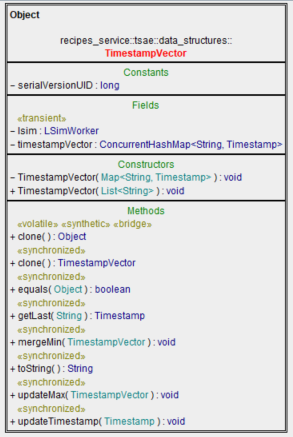 Object
recipes_service::tsae::data_structures::
TimestampVector
Constants
− serialVersionUID : long
Fields
«transient»
− lsim : LSimWorker
− timestampVector : ConcurrentHashMap<String, Timestamp>
Constructors
− TimestampVector( Map<String, Timestamp> ) : void
+ TimestampVector( List<String> ) : void
Methods
«volatile» «synthetic» «bridge»
+ clone( ) : Object
«synchronized»
+ clone( ) : TimestampVector
«synchronized»
+ equals( Object ) : boolean
«synchronized»
+ getLast( String ) : Timestamp
«synchronized»
+ mergeMin( TimestampVector ) : void
«synchronized»
+ toString( ) : String
«synchronized»
+ updateMax( TimestampVector ) : void
«synchronized»
+ updateTimestamp( Timestamp ) : void